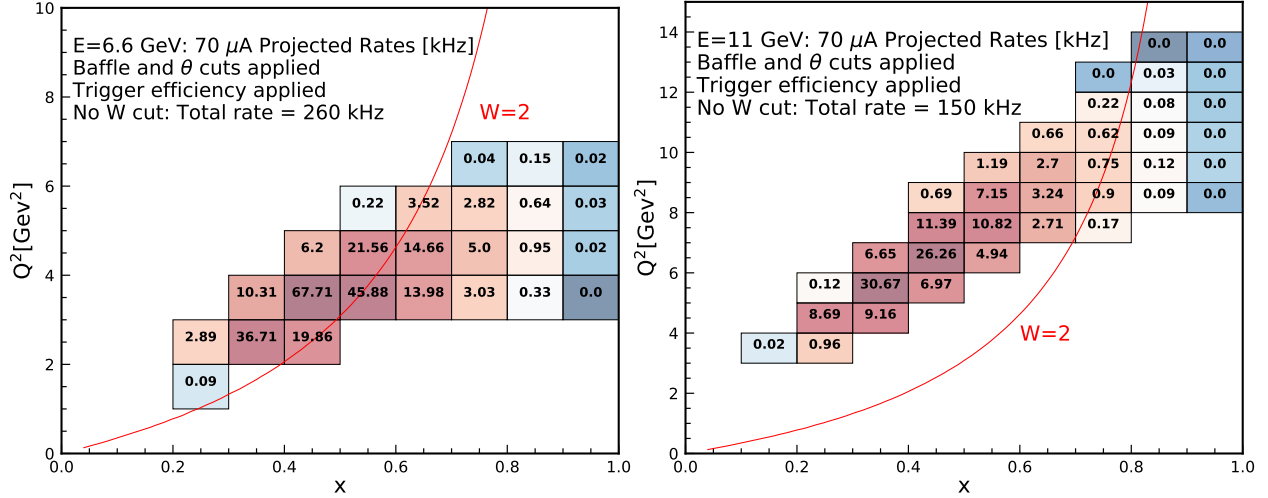 E=6.6 GeV: 70 μA Projected Rates [kHz]
Baffle and θ cuts applied
Trigger efficiency applied
No W cut: Total rate = 260 kHz
W=2
10
8
6
4
2
0
Q²[Gev²]
0.04 0.15 0.02
0.22 3.52 2.82 0.64 0.03
6.2 21.56 14.66 5.0 0.95 0.02
10.31 67.71 45.88 13.98 3.03 0.33 0.0
2.89 36.71 19.86
0.09
0.0 0.2 0.4 0.6 0.8 1.0
x
E=11 GeV: 70 μA Projected Rates [kHz]
Baffle and θ cuts applied
Trigger efficiency applied
No W cut: Total rate = 150 kHz
14
12
10
8
6
4
2
0
Q²[Gev²]
0.0 0.0
0.0 0.03 0.0
0.22 0.08 0.0
0.66 0.62 0.09 0.0
1.19 2.7 0.75 0.12 0.0
0.69 7.15 3.24 0.9 0.09 0.0
11.39 10.82 2.71 0.17
6.65 26.26 4.94
0.12 30.67 6.97
8.69 9.16
0.02 0.96
W=2
0.0 0.2 0.4 0.6 0.8 1.0
x